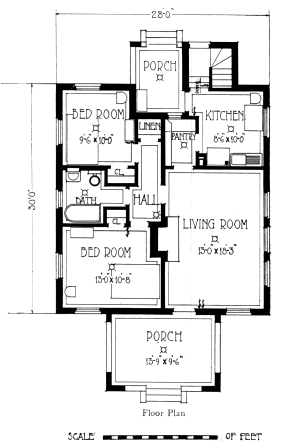 28'-0"
PORCH
BED ROOM
9'-6 x 10'-0"
KITCHEN
8'-6 x 10'-0"
LINEN
PANTRY
CL.
BATH
HALL
30'-0"
CL.
LIVING ROOM
13'-0 x 18'-3"
BED ROOM
13'-0 x 10'-8
PORCH
13'-9 x 9'-6"
Floor Plan
SCALE OF FEET